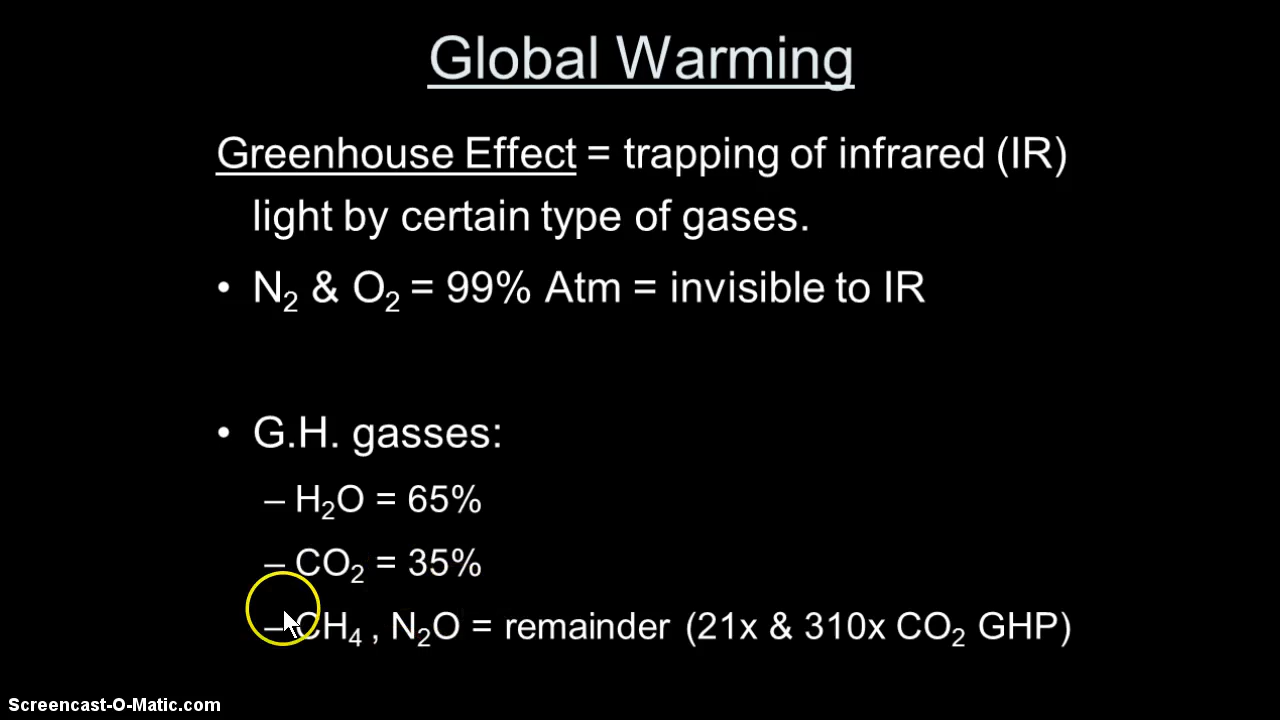 Global Warming
Greenhouse Effect = trapping of infrared (IR)
light by certain type of gases.
• N₂ & O₂ = 99% Atm = invisible to IR
• G.H. gasses:
– H₂O = 65%
– CO₂ = 35%
– CH₄ , N₂O = remainder (21x & 310x CO₂ GHP)
Screencast-O-Matic.com